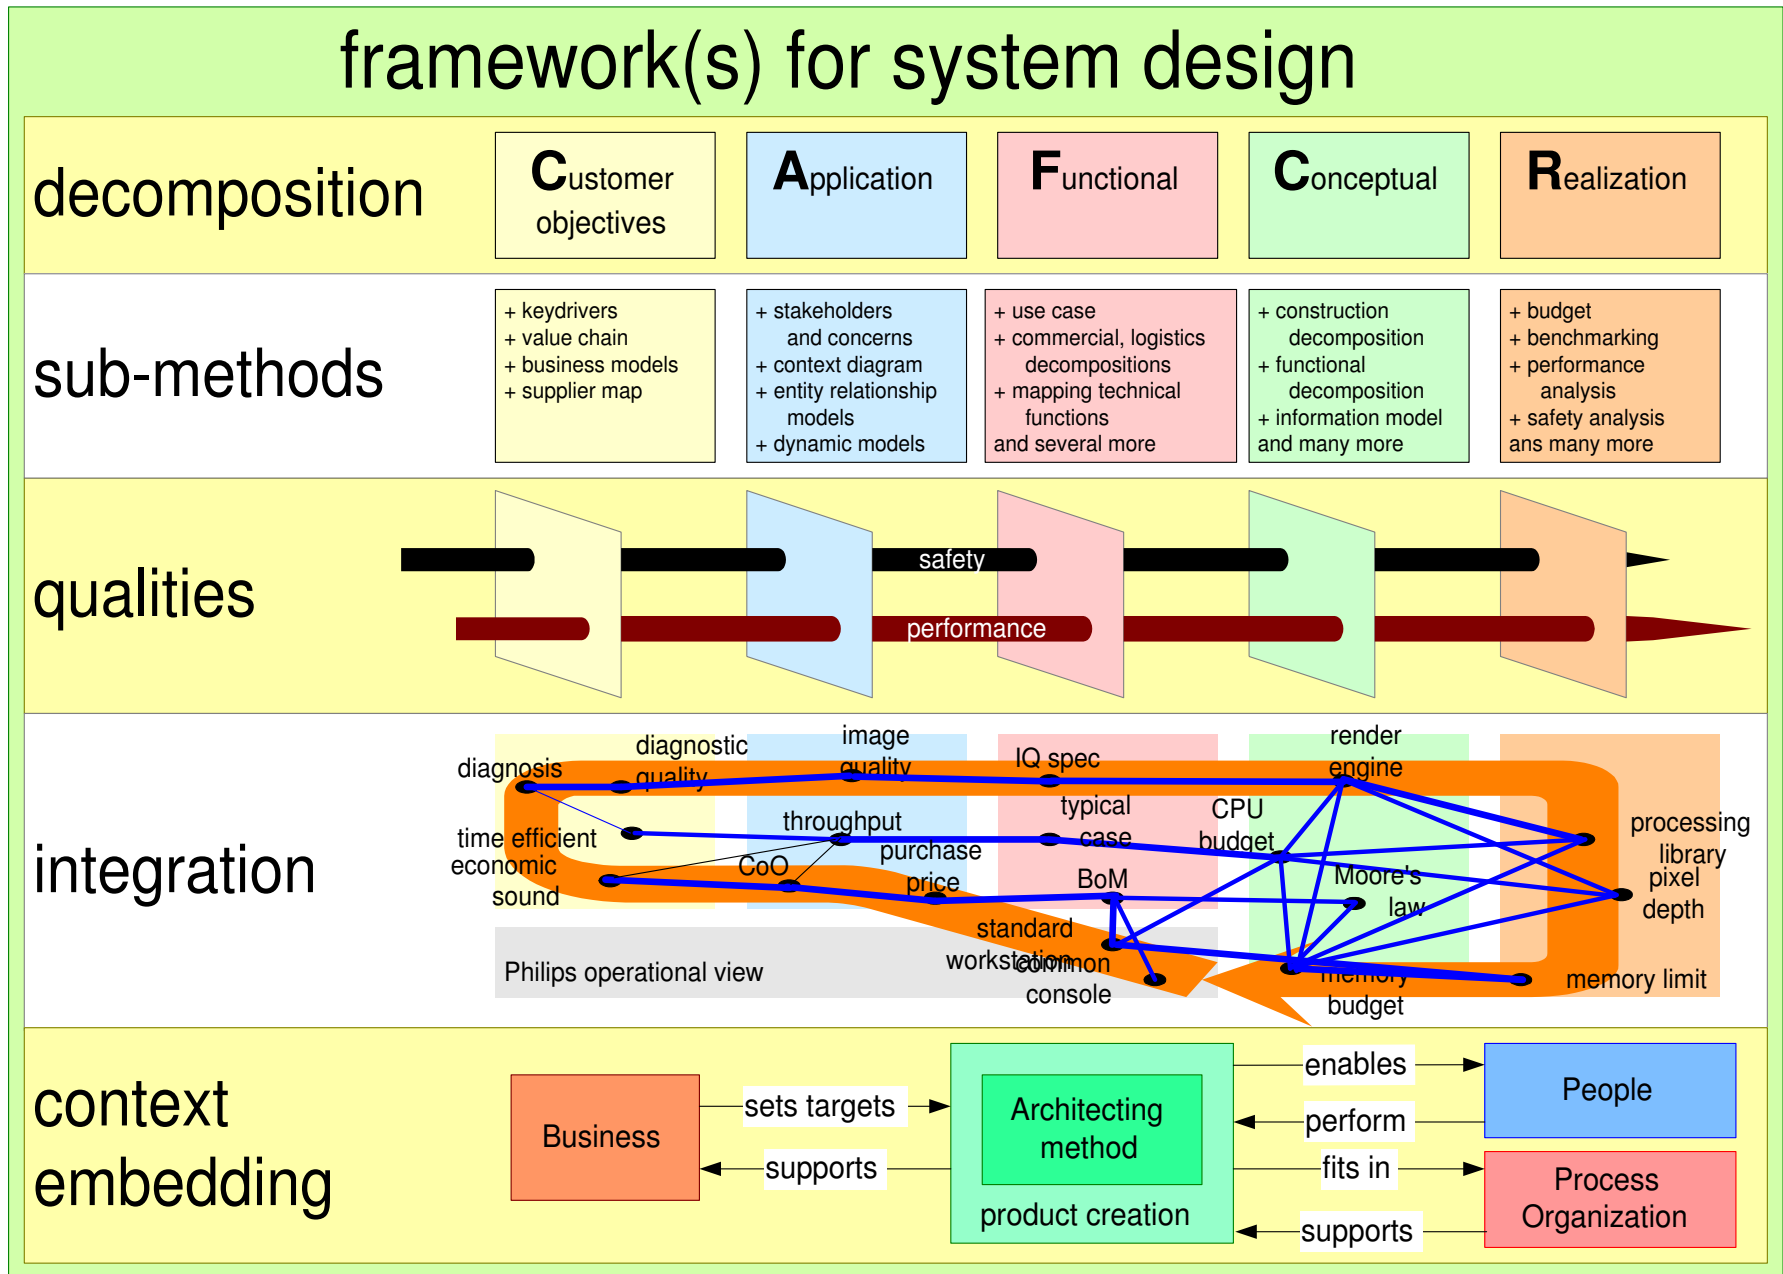 framework(s) for system design
decomposition
Customer
objectives
Application
Functional
Conceptual
Realization
sub-methods
+ keydrivers
+ value chain
+ business models
+ supplier map
+ stakeholders
and concerns
+ context diagram
+ entity relationship
models
+ dynamic models
+ use case
+ commercial, logistics
decompositions
+ mapping technical
functions
and several more
+ construction
decomposition
+ functional
decomposition
+ information model
and many more
+ budget
+ benchmarking
+ performance
analysis
+ safety analysis
ans many more
qualities
safety
performance
integration
diagnosis
diagnostic
quality
image
quality
IQ spec
render
engine
time efficient
throughput
typical
case
CPU
budget
processing
library
economic
sound
CoO
purchase
price
BoM
Moore's
law
pixel
depth
Philips operational view
standard
workstation
common
console
memory
budget
memory limit
context
embedding
Business
sets targets
supports
Architecting
method
product creation
enables
perform
fits in
supports
People
Process
Organization